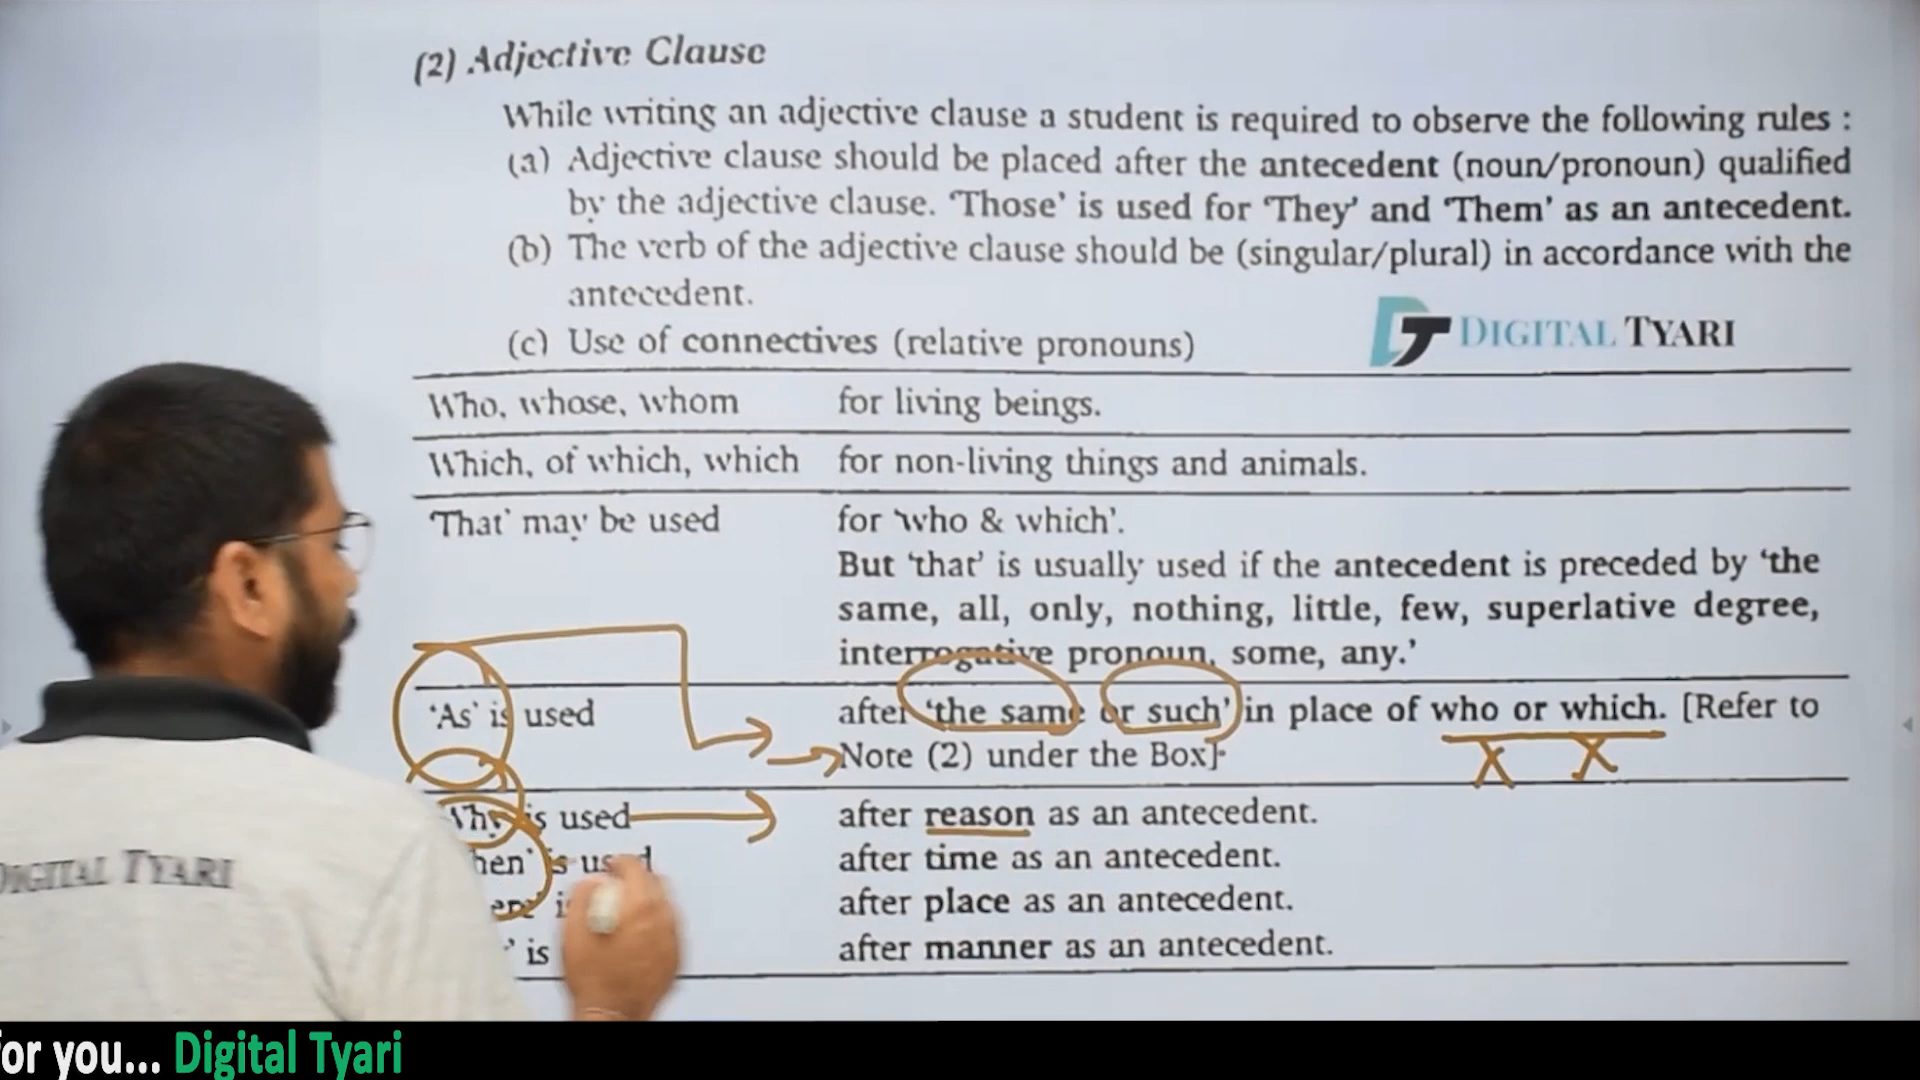 (2) Adjective Clause
While writing an adjective clause a student is required to observe the following rules :
(a) Adjective clause should be placed after the antecedent (noun/pronoun) qualified
by the adjective clause. ‘Those’ is used for ‘They’ and ‘Them’ as an antecedent.
(b) The verb of the adjective clause should be (singular/plural) in accordance with the
antecedent.
(c) Use of connectives (relative pronouns)
DIGITAL TYARI
Who, whose, whom for living beings.
Which, of which, which for non-living things and animals.
‘That’ may be used for ‘who & which’.
But ‘that’ is usually used if the antecedent is preceded by ‘the
same, all, only, nothing, little, few, superlative degree,
interrogative pronoun, some, any.’
‘As’ is used after ‘the same or such’ in place of who or which. [Refer to
Note (2) under the Box]
is used after reason as an antecedent.
hen’ is used after time as an antecedent.
after place as an antecedent.
’ is after manner as an antecedent.
DIGITAL TYARI
for you... Digital Tyari